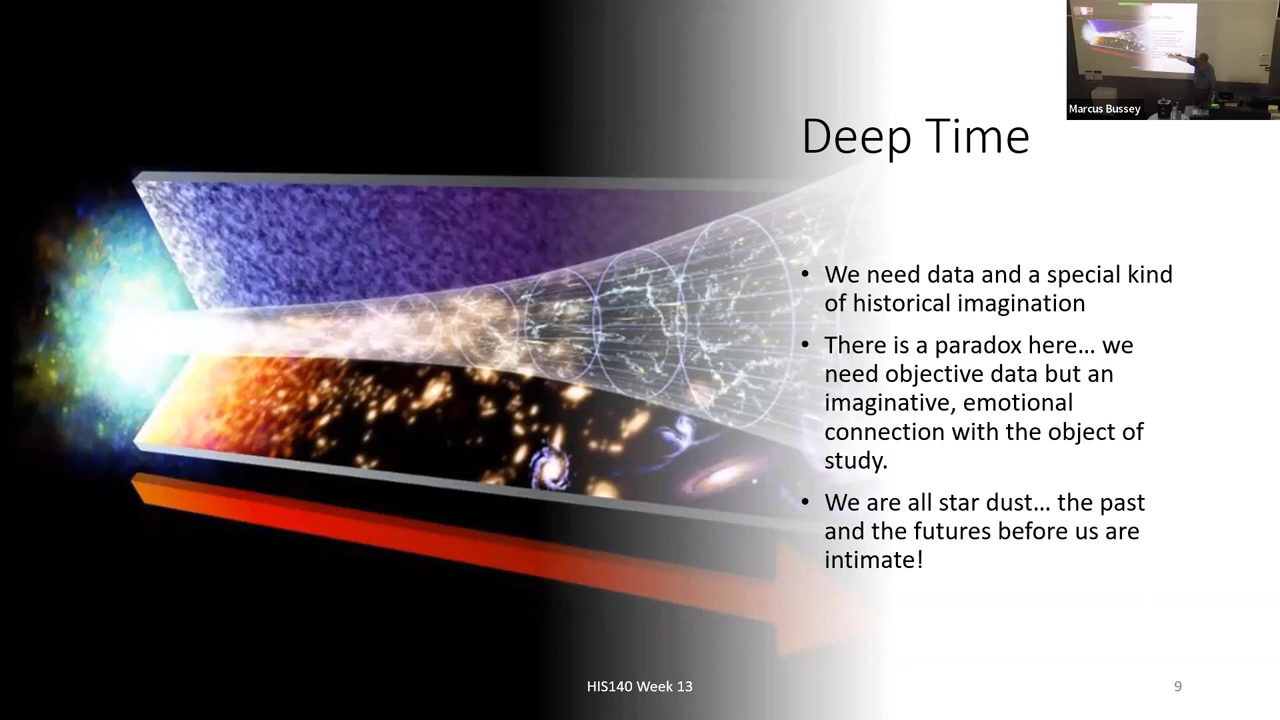 Marcus Bussey
Deep Time
• We need data and a special kind
of historical imagination
• There is a paradox here... we
need objective data but an
imaginative, emotional
connection with the object of
study.
• We are all star dust... the past
and the futures before us are
intimate!
HIS140 Week 13
9